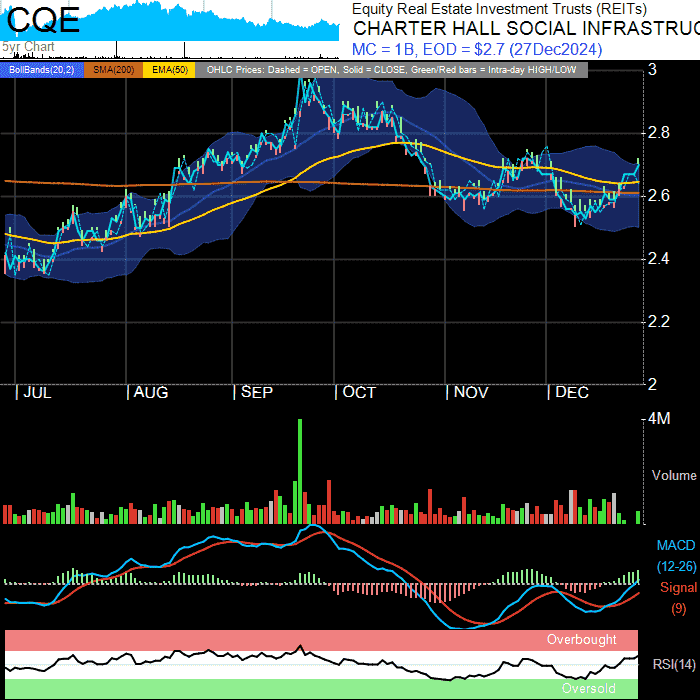 CQE
5yr Chart
Equity Real Estate Investment Trusts (REITs)
CHARTER HALL SOCIAL INFRASTRUC
MC = 1B, EOD = $2.7 (27Dec2024)
BollBands(20,2) SMA(200) EMA(50) OHLC Prices: Dashed = OPEN, Solid = CLOSE, Green/Red bars = Intra-day HIGH/LOW
3
2.8
2.6
2.4
2.2
2
JUL AUG SEP OCT NOV DEC
4M
Volume
MACD
(12-26)
Signal
(9)
Overbought
RSI(14)
Oversold